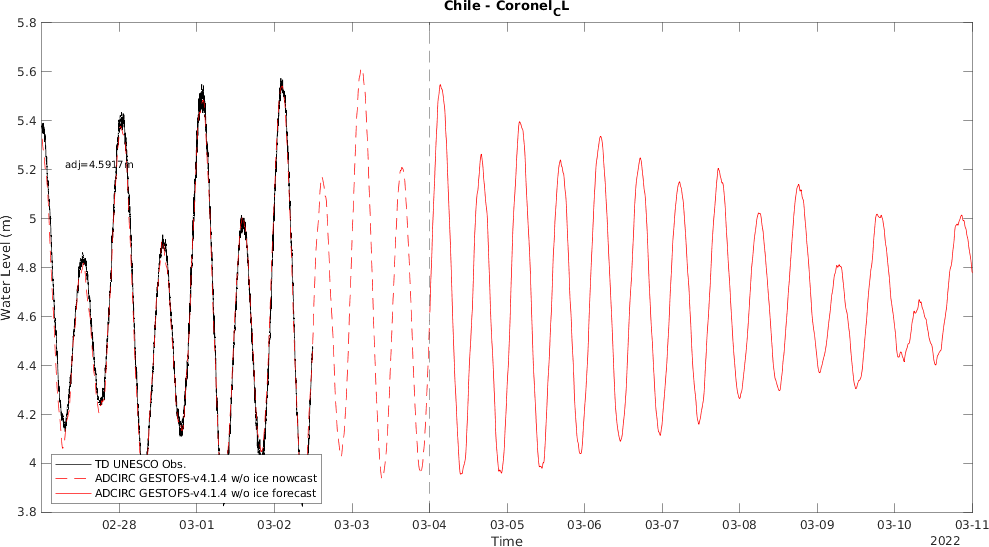 Chile - Coronel_CL
5.8
5.6
5.4
5.2
5
4.8
4.6
4.4
4.2
4
3.8
Water Level (m)
adj=4.5917m
TD UNESCO Obs.
ADCIRC GESTOFS-v4.1.4 w/o ice nowcast
ADCIRC GESTOFS-v4.1.4 w/o ice forecast
02-28 03-01 03-02 03-03 03-04 03-05 03-06 03-07 03-08 03-09 03-10 03-11
Time
2022